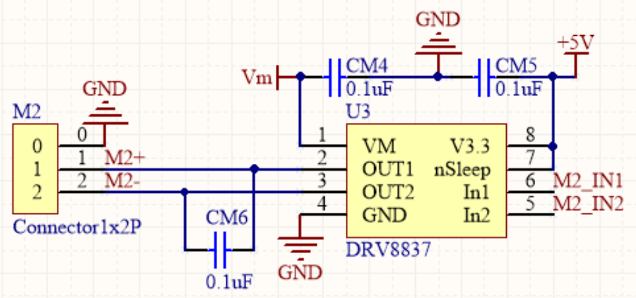 GND
+5V
Vm
CM4
CM5
0.1uF
0.1uF
GND
M2
U3
0
0
1
VM
V3.3
8
1
1
M2+
2
OUT1
nSleep
7
2
2
M2-
3
OUT2
In1
6
M2_IN1
4
GND
In2
5
M2_IN2
CM6
Connector1x2P
DRV8837
GND
0.1uF